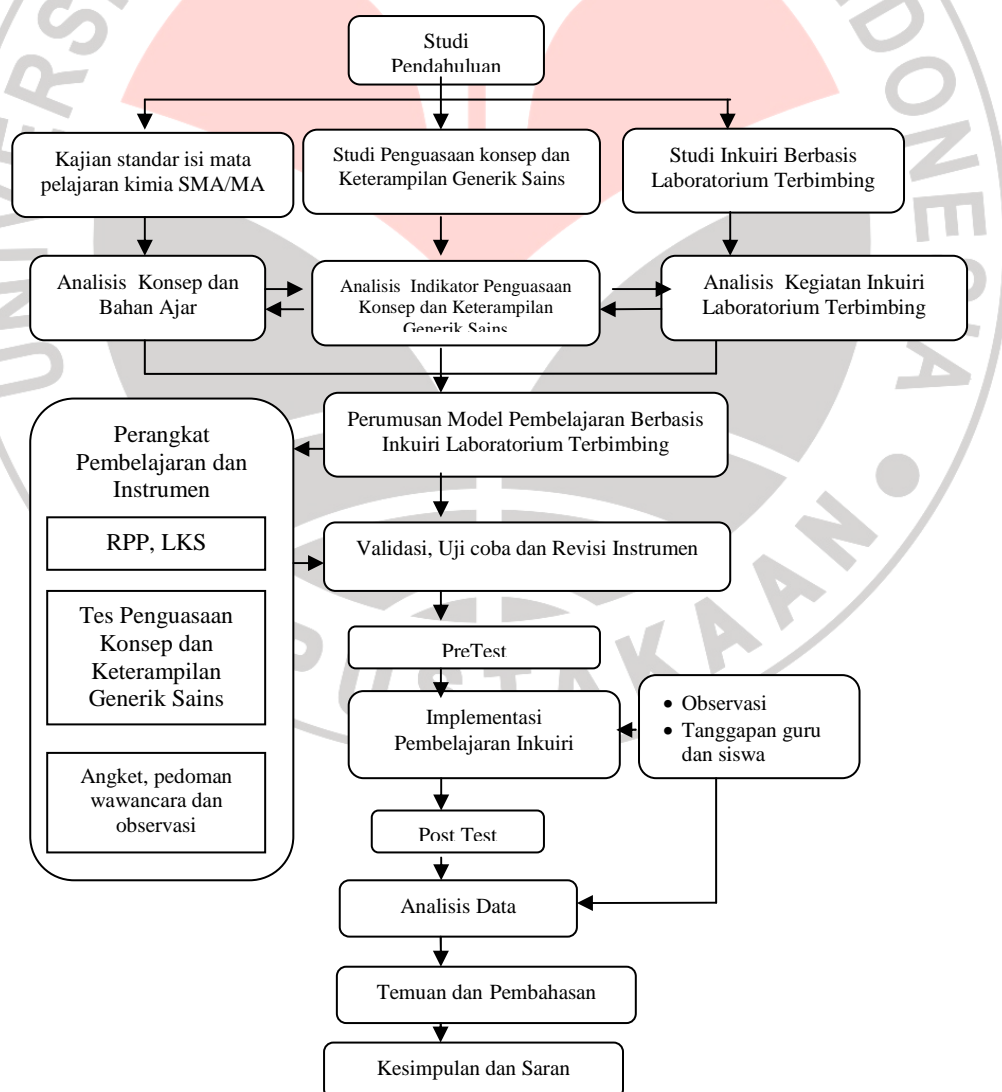 Studi
Pendahuluan
Kajian standar isi mata
pelajaran kimia SMA/MA
Studi Penguasaan konsep dan
Keterampilan Generik Sains
Studi Inkuiri Berbasis
Laboratorium Terbimbing
Analisis Konsep dan
Bahan Ajar
Analisis Indikator Penguasaan
Konsep dan Keterampilan
Generik Sains
Analisis Kegiatan Inkuiri
Laboratorium Terbimbing
Perumusan Model Pembelajaran Berbasis
Inkuiri Laboratorium Terbimbing
Perangkat
Pembelajaran dan
Instrumen
RPP, LKS
Tes Penguasaan
Konsep dan
Keterampilan
Generik Sains
Angket, pedoman
wawancara dan
observasi
Validasi, Uji coba dan Revisi Instrumen
PreTest
Implementasi
Pembelajaran Inkuiri
• Observasi
• Tanggapan guru
dan siswa
Post Test
Analisis Data
Temuan dan Pembahasan
Kesimpulan dan Saran